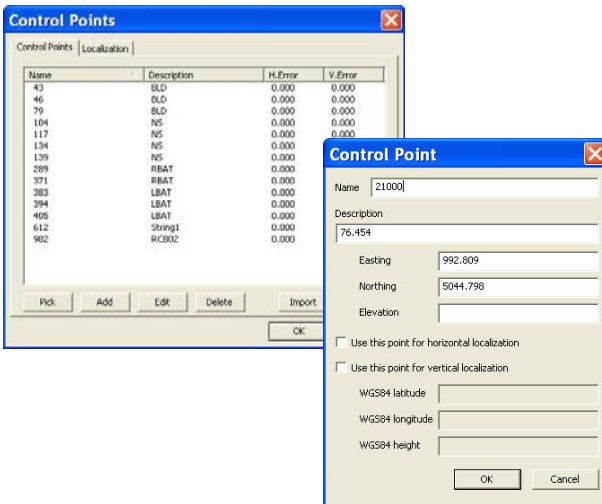 Control Points
Control Points Localization
Name Description H.Error V.Error
43 BLD 0.000 0.000
46 BLD 0.000 0.000
79 BLD 0.000 0.000
104 NS 0.000 0.000
117 NS 0.000 0.000
134 NS 0.000
139 NS 0.000
289 RBAT 0.000
371 RBAT 0.000
383 LBAT 0.000
394 LBAT 0.000
405 LBAT 0.000
612 String1 0.000
982 RCB02 0.000
Pick Add Edit Delete Import
OK
Control Point
Name 21000
Description
76.454
Easting 992.809
Northing 5044.798
Elevation
Use this point for horizontal localization
Use this point for vertical localization
WGS84 latitude
WGS84 longitude
WGS84 height
OK Cancel